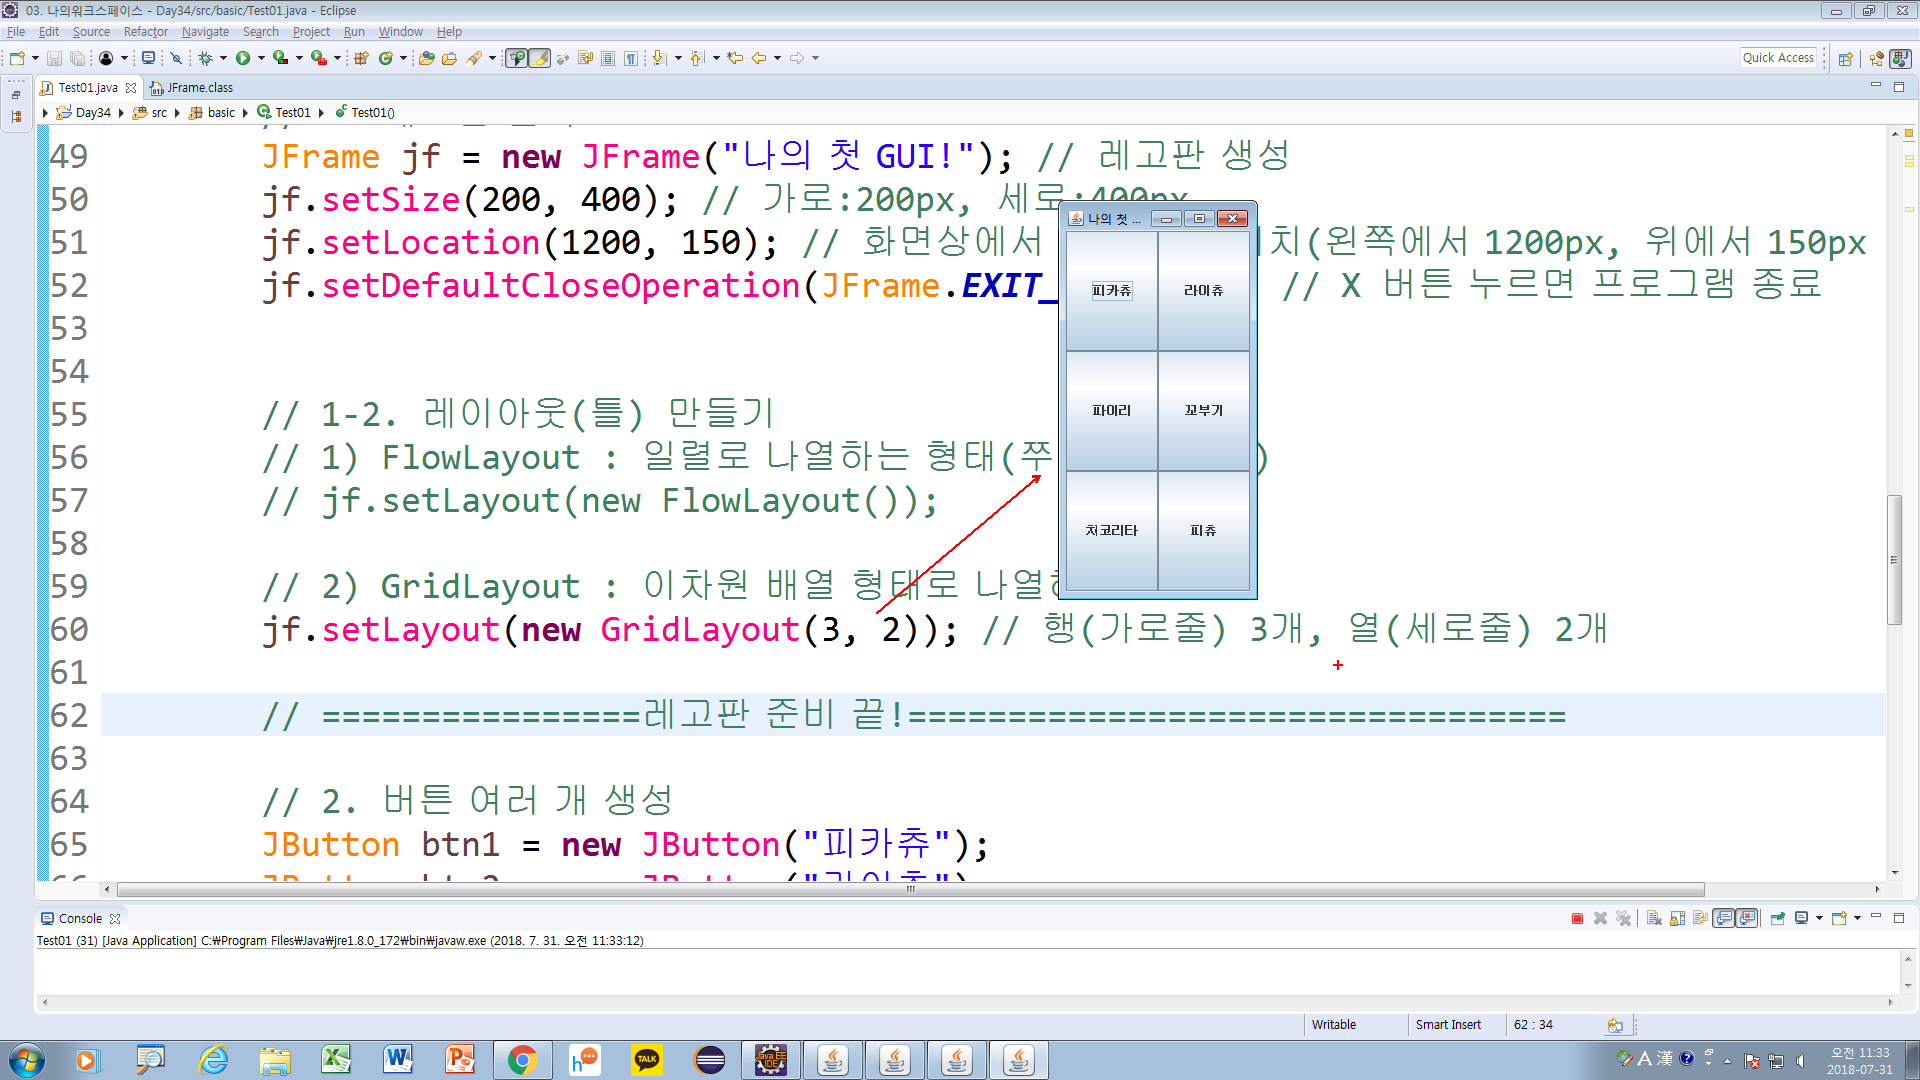 03. 나의워크스페이스 - Day34/src/basic/Test01.java - Eclipse
File Edit Source Refactor Navigate Search Project Run Window Help
Quick Access
Test01.java JFrame.class
Day34 src basic Test01 Test01()
49 JFrame jf = new JFrame("나의 첫 GUI!"); // 레고판 생성
50 jf.setSize(200, 400); // 가로:200px, 세로:400px
51 jf.setLocation(1200, 150); // 화면상에서 치(왼쪽에서 1200px, 위에서 150px
52 jf.setDefaultCloseOperation(JFrame.EXIT_ // X 버튼 누르면 프로그램 종료
53
54
55 // 1-2. 레이아웃(틀) 만들기
56 // 1) FlowLayout : 일렬로 나열하는 형태(쭈 )
57 // jf.setLayout(new FlowLayout());
58
59 // 2) GridLayout : 이차원 배열 형태로 나열
60 jf.setLayout(new GridLayout(3, 2)); // 행(가로줄) 3개, 열(세로줄) 2개
61
62 // ================레고판 준비 끝!=================================
63
64 // 2. 버튼 여러 개 생성
65 JButton btn1 = new JButton("피카츄");
나의 첫 ...
피카츄 라이츄
파이리 꼬부기
치코리타 피츄
Console
Test01 (31) [Java Application] C:₩Program Files₩Java₩jre1.8.0_172₩bin₩javaw.exe (2018. 7. 31. 오전 11:33:12)
Writable Smart Insert 62 : 34
TALK
Java EE
IDE
A 漢
오전 11:33
2018-07-31